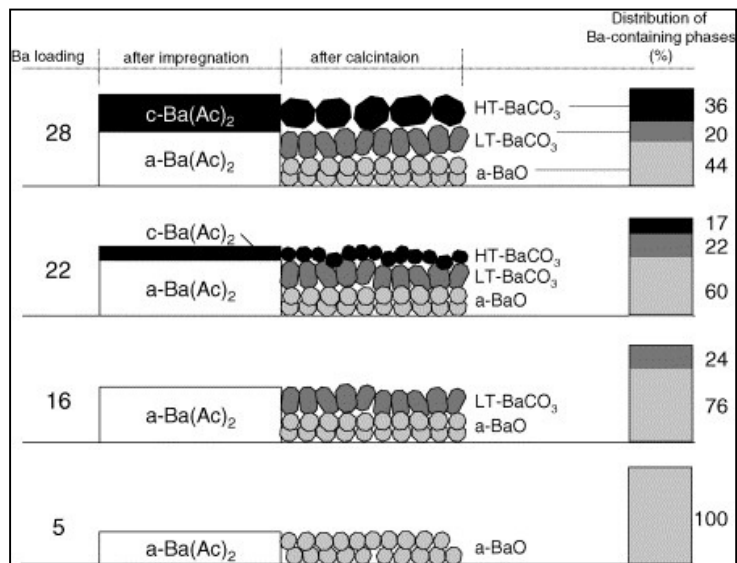 Distribution of
Ba-containing phases
(%)
Ba loading after impregnation after calcintaion
28
c-Ba(Ac)₂
a-Ba(Ac)₂
HT-BaCO₃
LT-BaCO₃
a-BaO
36
20
44
22
c-Ba(Ac)₂
a-Ba(Ac)₂
HT-BaCO₃
LT-BaCO₃
a-BaO
17
22
60
16
a-Ba(Ac)₂
LT-BaCO₃
a-BaO
24
76
5
a-Ba(Ac)₂
a-BaO
100